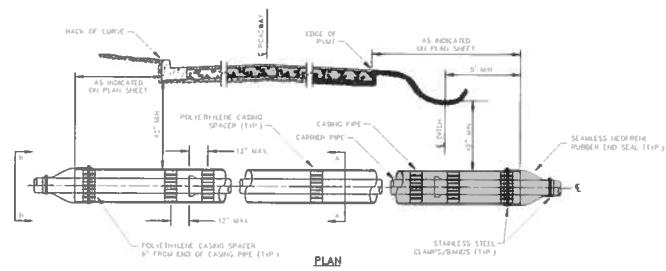 BACK OF CURVE
℄ ROADWAY
EDGE OF
PVMT
AS INDICATED
ON PLAN SHEET
5' MIN
AS INDICATED
ON PLAN SHEET
42" MIN
POLYETHYLENE CASING
SPACER (TYP.)
CASING PIPE
CARRIER PIPE
℄ DITCH
MIN
SEAMLESS NEOPRENE
RUBBER END SEAL (TYP)
12" MAX.
A
B
℄
12" MAX.
A
B
POLYETHYLENE CASING SPACER
6" FROM END OF CASING PIPE (TYP)
STAINLESS STEEL
CLAMPS/BANDS (TYP)
PLAN